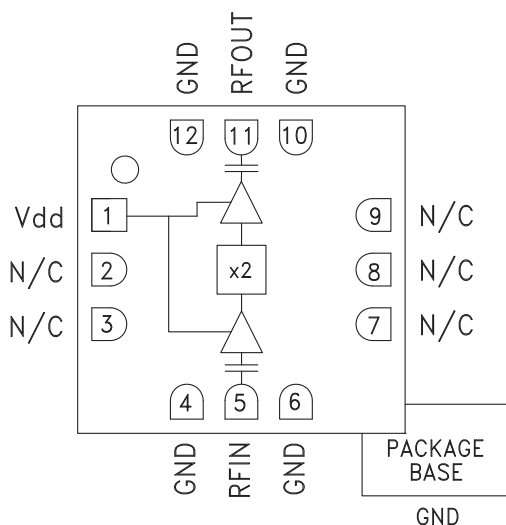 GND RFOUT GND
12 11 10
Vdd 1 9 N/C
N/C 2 x2 8 N/C
N/C 3 7 N/C
4 5 6
GND RFIN GND
PACKAGE
BASE
GND